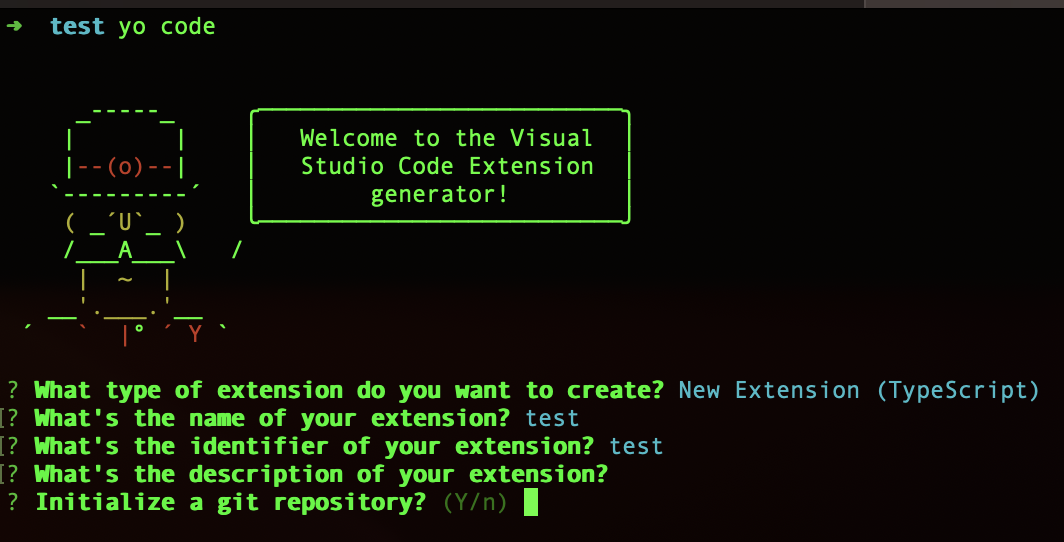 ➜  test yo code
     _-----_
    |       |
    |--(o)--|
   `---------´
    ( _´U`_ )
    /___A___\   /
     |  ~  |
   __'.___.'__
 ´   `  |° ´ Y `
Welcome to the Visual
Studio Code Extension
generator!
? What type of extension do you want to create? New Extension (TypeScript)
[? What's the name of your extension? test
[? What's the identifier of your extension? test
[? What's the description of your extension?
? Initialize a git repository? (Y/n)